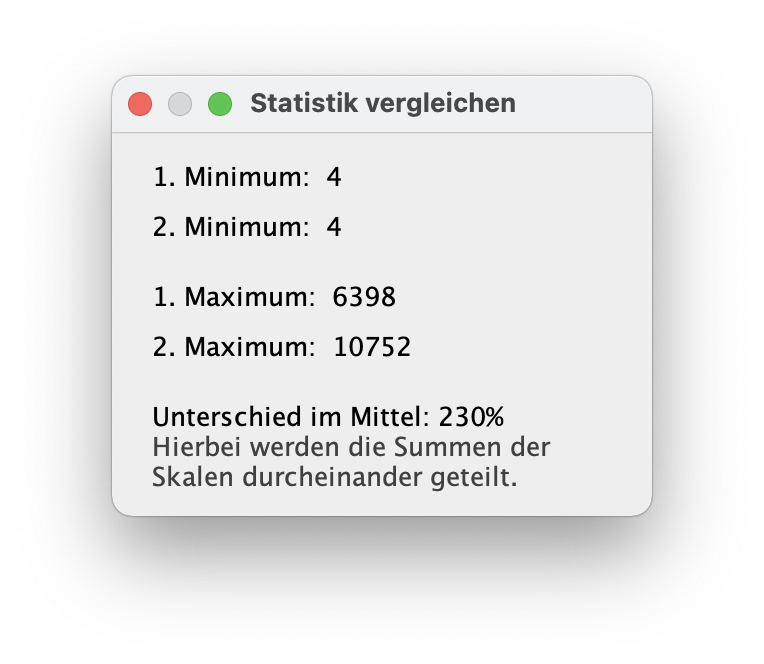 Statistik vergleichen
1. Minimum: 4
2. Minimum: 4
1. Maximum: 6398
2. Maximum: 10752
Unterschied im Mittel: 230%
Hierbei werden die Summen der
Skalen durcheinander geteilt.